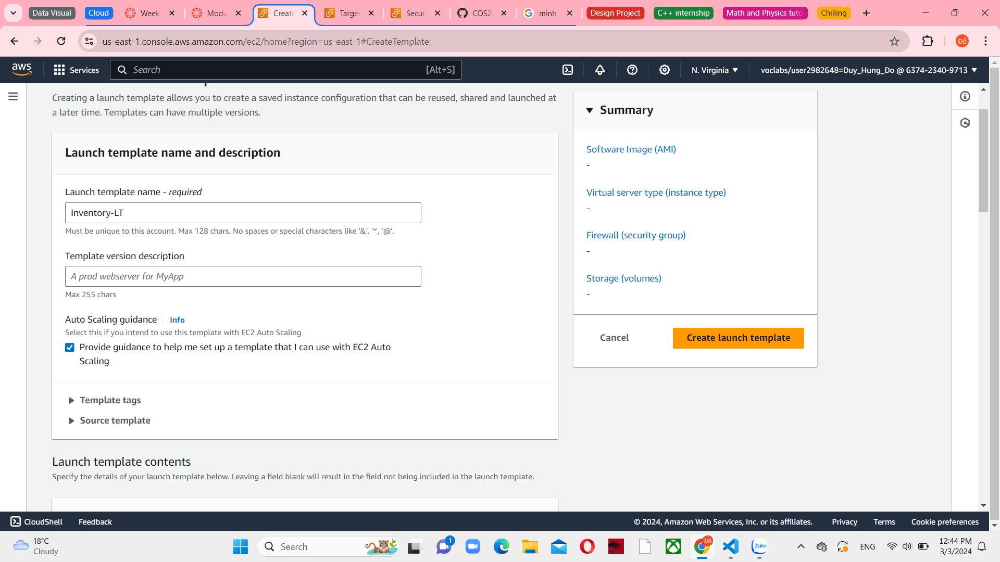 Data Visual
Cloud
Week
Modu
Create
Target
Securi
COS20
minh
Design Project
C++ internship
Math and Physics tuto
Chilling
us-east-1.console.aws.amazon.com/ec2/home?region=us-east-1#CreateTemplate:
Đỗ
aws
Services
Search
[Alt+S]
N. Virginia
voclabs/user2982648=Duy_Hung_Do @ 6374-2340-9713
Creating a launch template allows you to create a saved instance configuration that can be reused, shared and launched at
a later time. Templates can have multiple versions.
Launch template name and description
Launch template name - required
Inventory-LT
Must be unique to this account. Max 128 chars. No spaces or special characters like '&', '*', '@'.
Template version description
A prod webserver for MyApp
Max 255 chars
Auto Scaling guidance
Info
Select this if you intend to use this template with EC2 Auto Scaling
Provide guidance to help me set up a template that I can use with EC2 Auto
Scaling
Template tags
Source template
Launch template contents
Specify the details of your launch template below. Leaving a field blank will result in the field not being included in the launch template.
Summary
Software Image (AMI)
-
Virtual server type (instance type)
-
Firewall (security group)
-
Storage (volumes)
-
Cancel
Create launch template
CloudShell
Feedback
© 2024, Amazon Web Services, Inc. or its affiliates.
Privacy
Terms
Cookie preferences
18°C
Cloudy
Search
1
Đỗ
Zalo
ENG
12:44 PM
3/3/2024